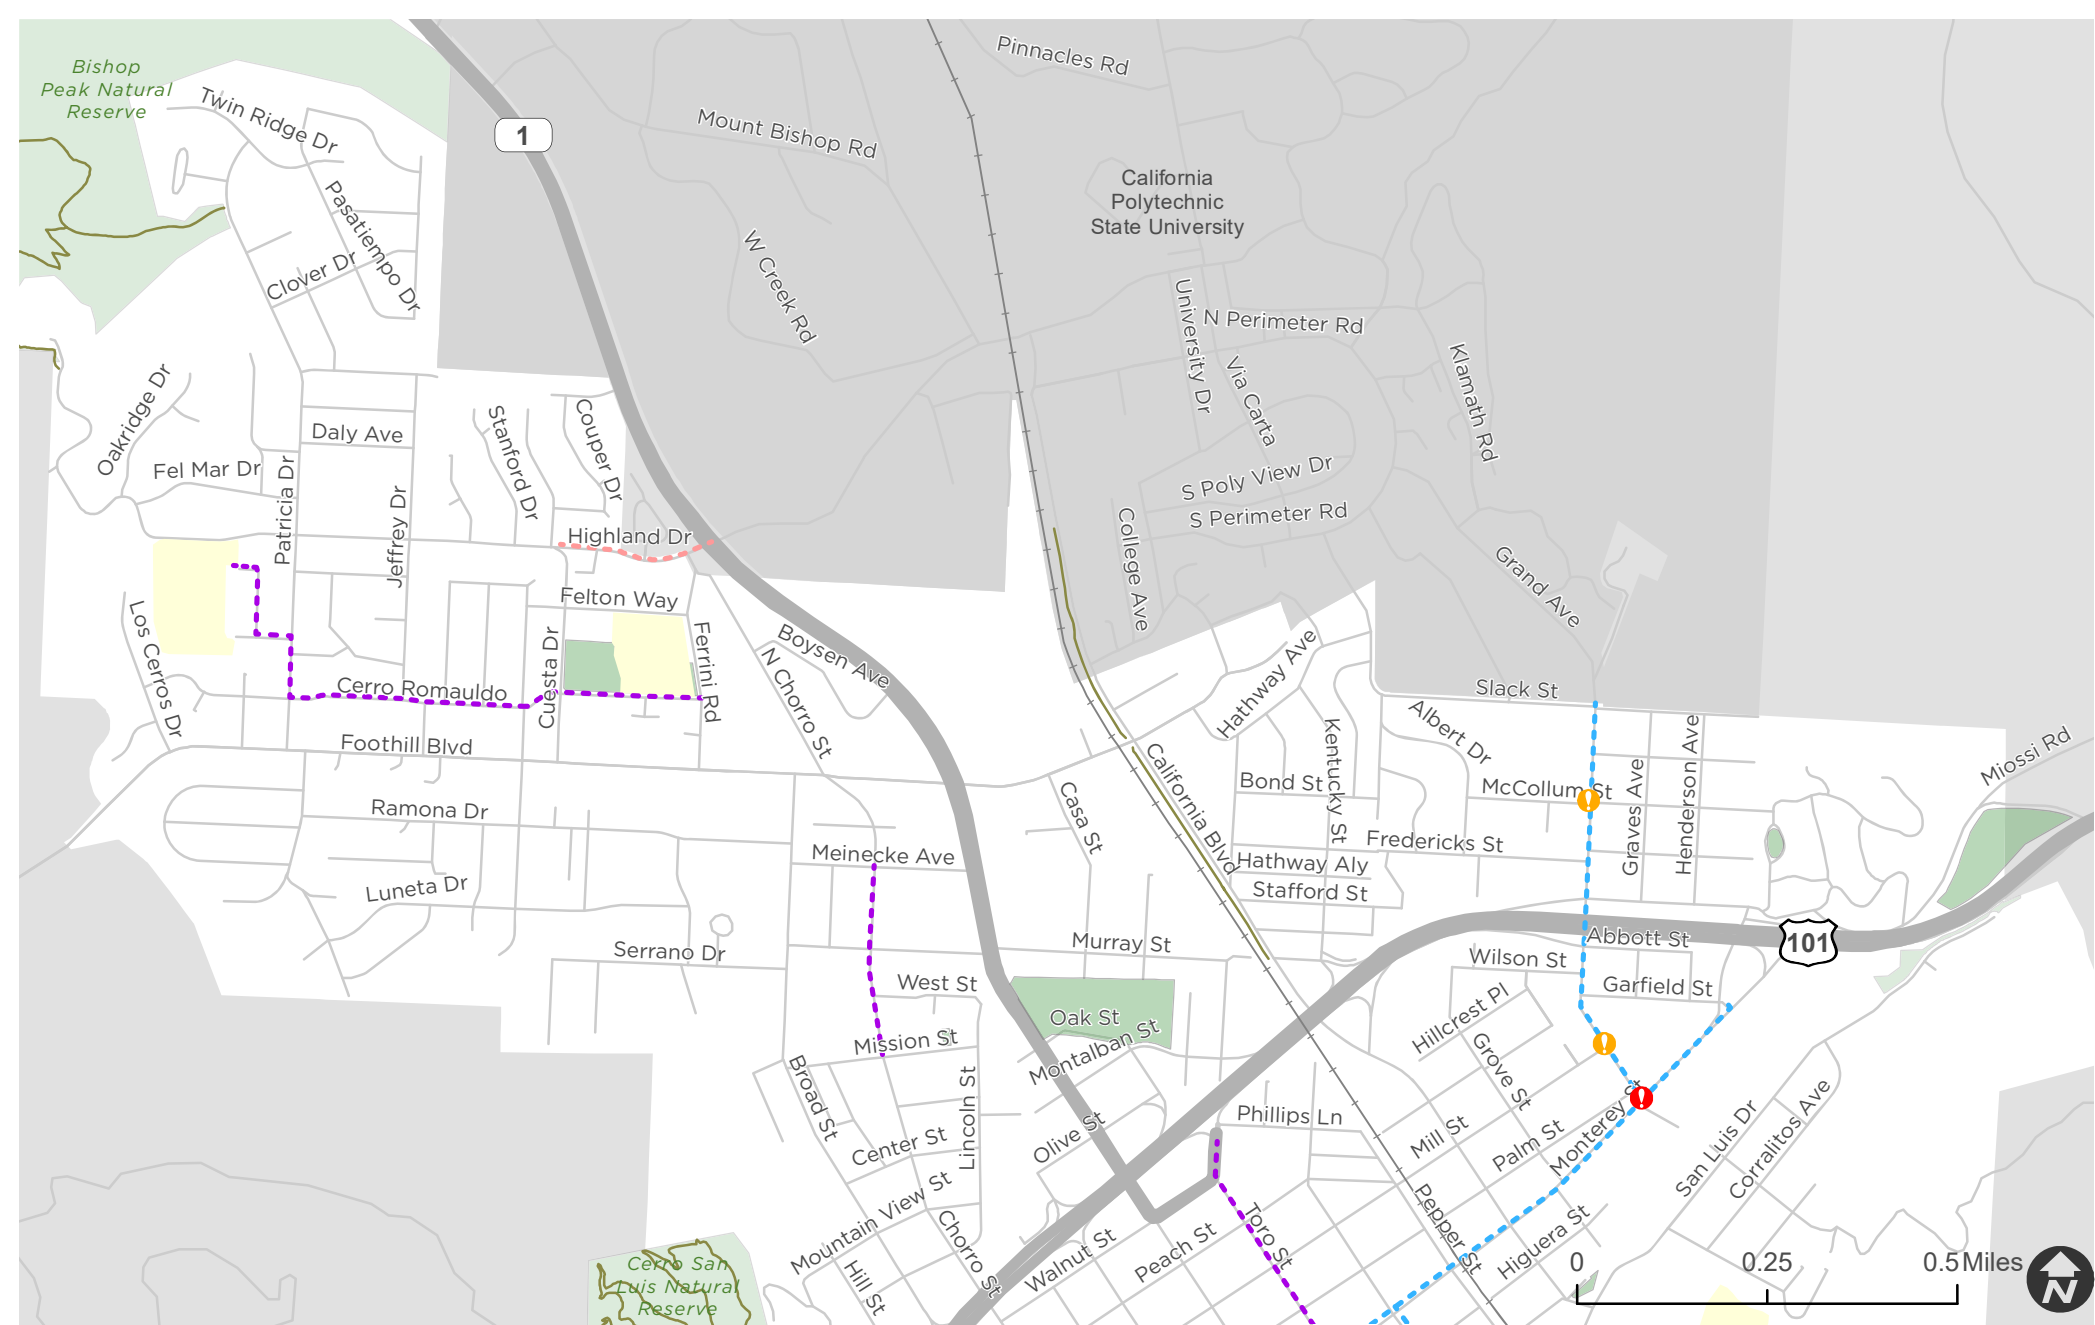 Pinnacles Rd
Bishop
Peak Natural
Reserve
Twin Ridge Dr
1
Mount Bishop Rd
California
Polytechnic
State University
Pasatiempo Dr
Clover Dr
W Creek Rd
University Dr
N Perimeter Rd
Via Carta
Klamath Rd
Oakridge Dr
Daly Ave
Fel Mar Dr
Patricia Dr
Jeffrey Dr
Stanford Dr
Couper Dr
S Poly View Dr
S Perimeter Rd
Highland Dr
College Ave
Grand Ave
Los Cerros Dr
Felton Way
Cuesta Dr
Ferrini Rd
Boysen Ave
N Chorro St
Hathway Ave
Cerro Romauldo
Slack St
Albert Dr
Foothill Blvd
Kentucky St
Graves Ave
Henderson Ave
Miossi Rd
California Blvd
Bond St
McCollum St
Ramona Dr
Casa St
Fredericks St
Meinecke Ave
Hathway Aly
Luneta Dr
Stafford St
Serrano Dr
Murray St
Abbott St
101
Wilson St
West St
Garfield St
Hillcrest Pl
Oak St
Mission St
Montalban St
Grove St
Broad St
Lincoln St
Phillips Ln
Olive St
Center St
Mill St
Palm St
Monterey St
San Luis Dr
Corralitos Ave
Mountain View St
Chorro St
Hill St
Walnut St
Peach St
Toro St
Pepper St
Higuera St
Cerro San
Luis Natural
Reserve
0
0.25
0.5 Miles
N